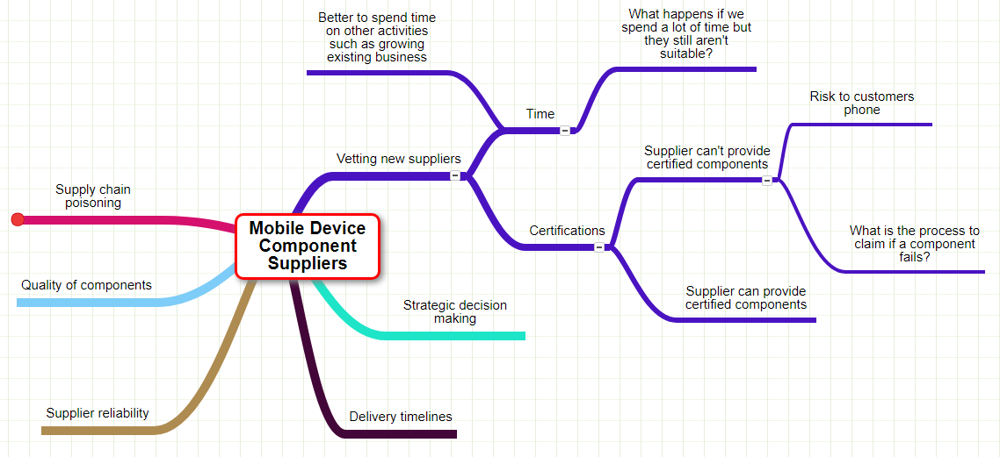 Better to spend time
on other activities
such as growing
existing business
What happens if we
spend a lot of time but
they still aren't
suitable?
Time
Risk to customers
phone
Vetting new suppliers
Supplier can't provide
certified components
Supply chain
poisoning
Mobile Device
Component
Suppliers
Certifications
What is the process to
claim if a component
fails?
Quality of components
Strategic decision
making
Supplier can provide
certified components
Supplier reliability
Delivery timelines